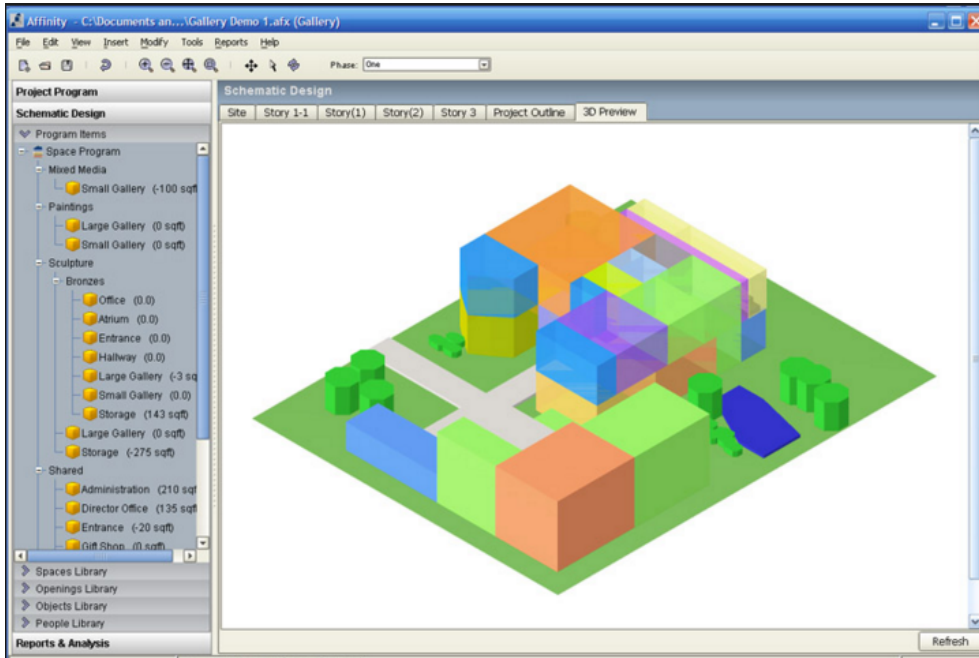 Affinity - C:\Documents an...\Gallery Demo 1.afx (Gallery)
File Edit View Insert Modify Tools Reports Help
Phase: One
Project Program
Schematic Design
Program Items
Space Program
Mixed Media
Small Gallery (-100 sqft
Paintings
Large Gallery (0 sqft)
Small Gallery (0 sqft)
Sculpture
Bronzes
Office (0.0)
Atrium (0.0)
Entrance (0.0)
Hallway (0.0)
Large Gallery (-3 sq
Small Gallery (0.0)
Storage (143 sqft)
Large Gallery (0 sqft)
Storage (-275 sqft)
Shared
Administration (210 sqf
Director Office (135 sqf
Entrance (-20 sqft)
Gift Shop (0 sqft)
Spaces Library
Openings Library
Objects Library
People Library
Reports & Analysis
Schematic Design
Site Story 1-1 Story(1) Story(2) Story 3 Project Outline 3D Preview
Refresh